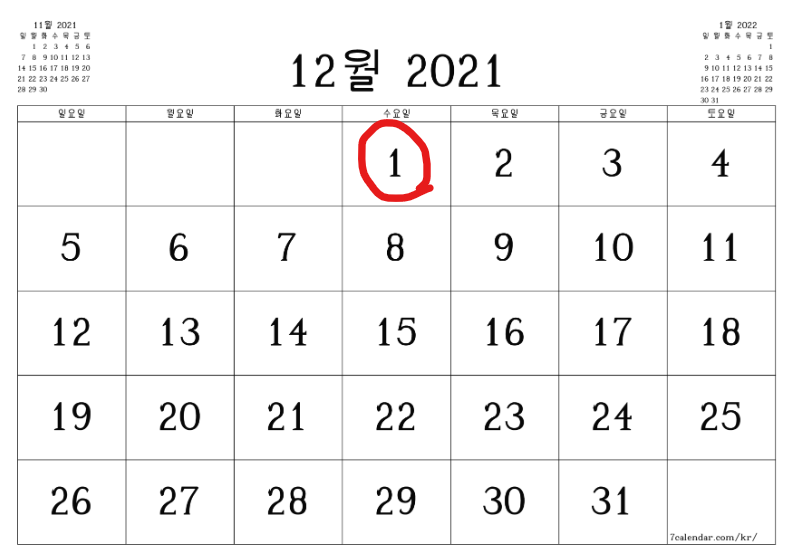 11월 2021
일 월 화 수 목 금 토
1 2 3 4 5 6
7 8 9 10 11 12 13
14 15 16 17 18 19 20
21 22 23 24 25 26 27
28 29 30
12월 2021
1월 2022
일 월 화 수 목 금 토
1
2 3 4 5 6 7 8
9 10 11 12 13 14 15
16 17 18 19 20 21 22
23 24 25 26 27 28 29
30 31
일요일 월요일 화요일 수요일 목요일 금요일 토요일
1 2 3 4
5 6 7 8 9 10 11
12 13 14 15 16 17 18
19 20 21 22 23 24 25
26 27 28 29 30 31
7calendar.com/kr/